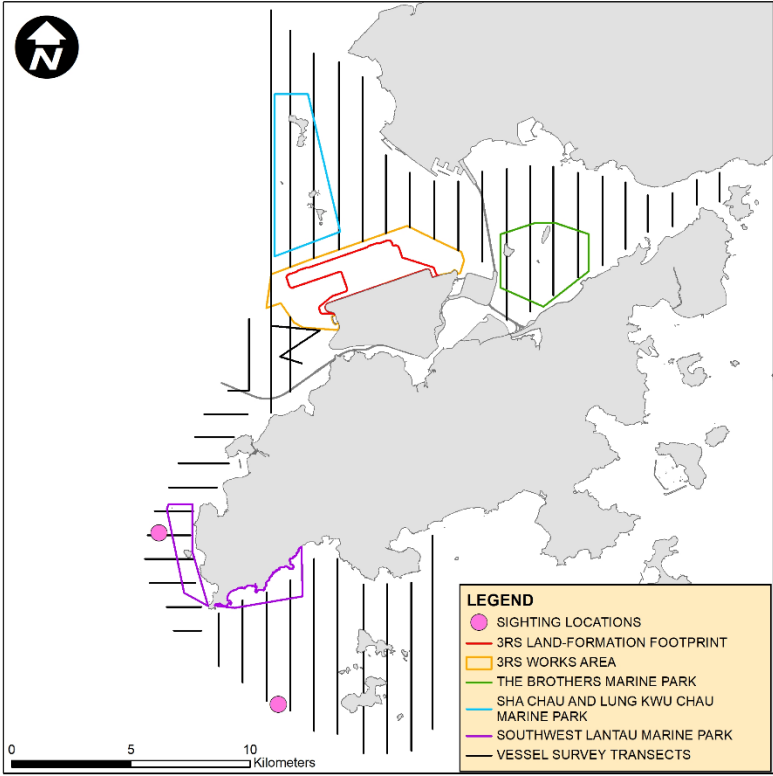 N
LEGEND
SIGHTING LOCATIONS
3RS LAND-FORMATION FOOTPRINT
3RS WORKS AREA
THE BROTHERS MARINE PARK
SHA CHAU AND LUNG KWU CHAU
MARINE PARK
SOUTHWEST LANTAU MARINE PARK
VESSEL SURVEY TRANSECTS
0 5 10
Kilometers